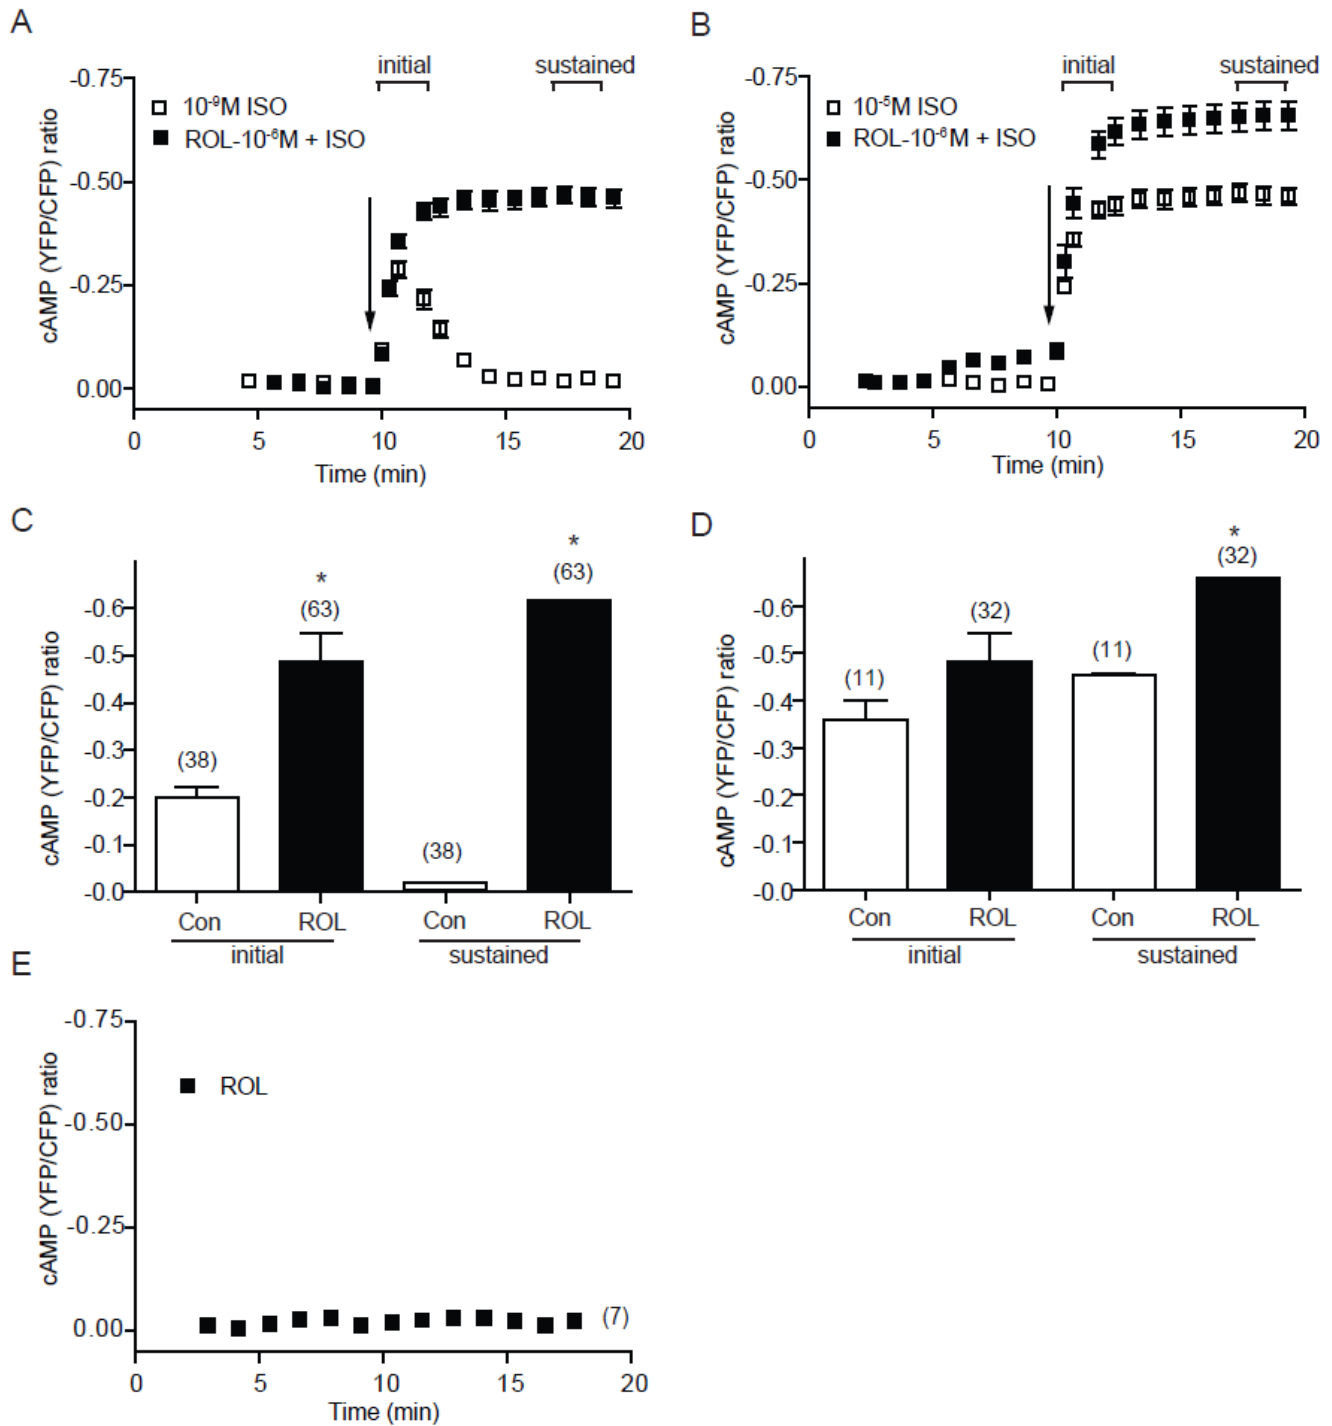 A
initial
sustained
-0.75
10⁻⁹M ISO
ROL-10⁻⁶M + ISO
-0.50
-0.25
0.00
cAMP (YFP/CFP) ratio
0 5 10 15 20
Time (min)
B
initial
sustained
-0.75
10⁻⁵M ISO
ROL-10⁻⁶M + ISO
-0.50
-0.25
0.00
cAMP (YFP/CFP) ratio
0 5 10 15 20
Time (min)
C
*
*
(63)
(63)
(38)
(38)
-0.6
-0.5
-0.4
-0.3
-0.2
-0.1
-0.0
cAMP (YFP/CFP) ratio
Con ROL Con ROL
initial sustained
D
*
(32)
(32)
(11)
(11)
-0.6
-0.5
-0.4
-0.3
-0.2
-0.1
-0.0
cAMP (YFP/CFP) ratio
Con ROL Con ROL
initial sustained
E
-0.75
ROL
-0.50
-0.25
0.00
(7)
cAMP (YFP/CFP) ratio
0 5 10 15 20
Time (min)